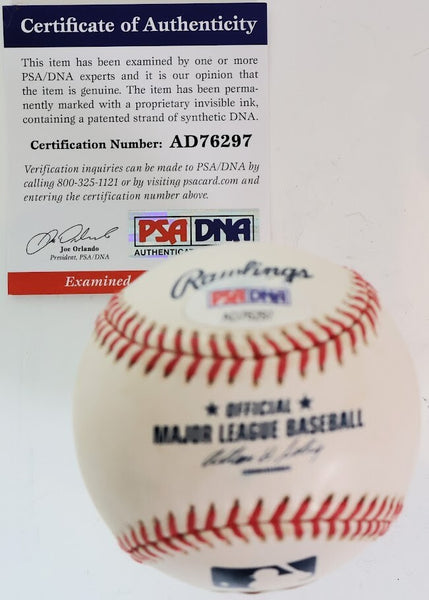 Certificate of Authenticity
This item has been examined by one or more
PSA/DNA experts and it is our opinion that
the item is genuine. The item has been perma-
nently marked with a proprietary invisible ink,
containing a patented strand of synthetic DNA.
Certification Number: AD76297
Verification inquiries can be made to PSA/DNA by
calling 800-325-1121 or by visiting psacard.com and
entering the certification number above.
Joe Orlando
President, PSA/DNA
PSA DNA
Examined
Rawlings
PSA DNA
AD76297
★ OFFICIAL ★
MAJOR LEAGUE BASEBALL